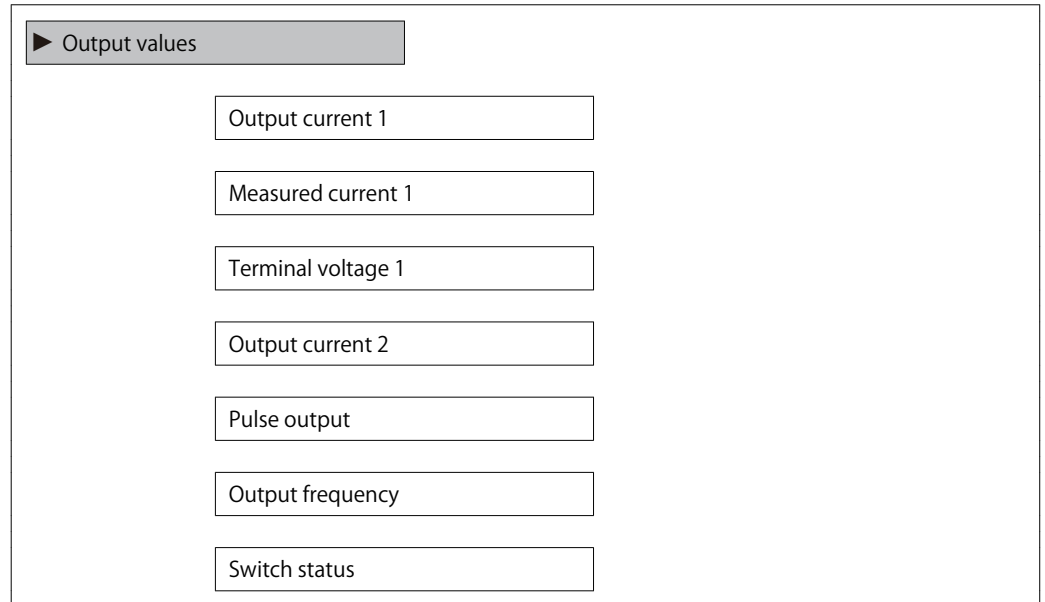 ▶ Output values
Output current 1
Measured current 1
Terminal voltage 1
Output current 2
Pulse output
Output frequency
Switch status